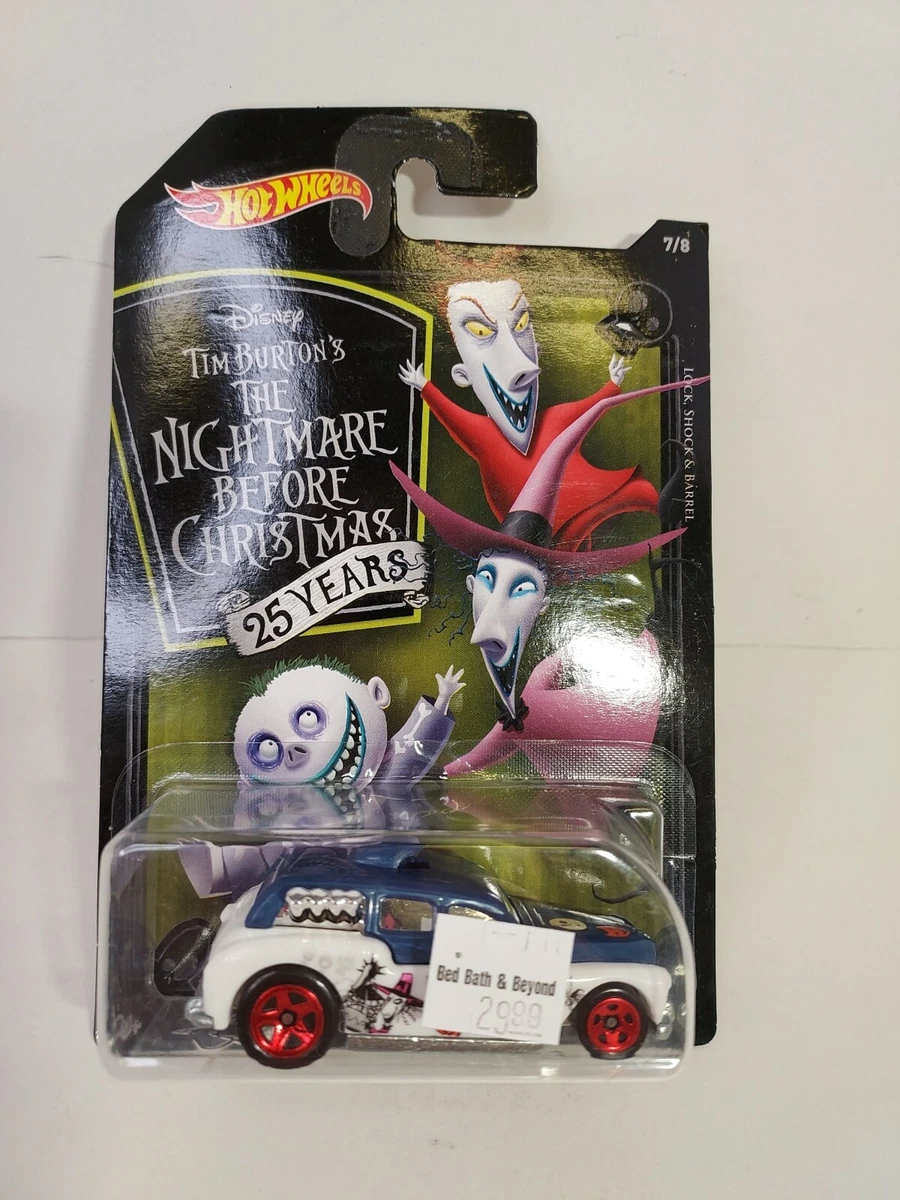 HOT WHEELS
7/8
DISNEY
TIM BURTON'S
THE
NIGHTMARE
BEFORE
CHRISTMAS
25 YEARS
LOCK, SHOCK & BARREL
Bed Bath & Beyond
29.99